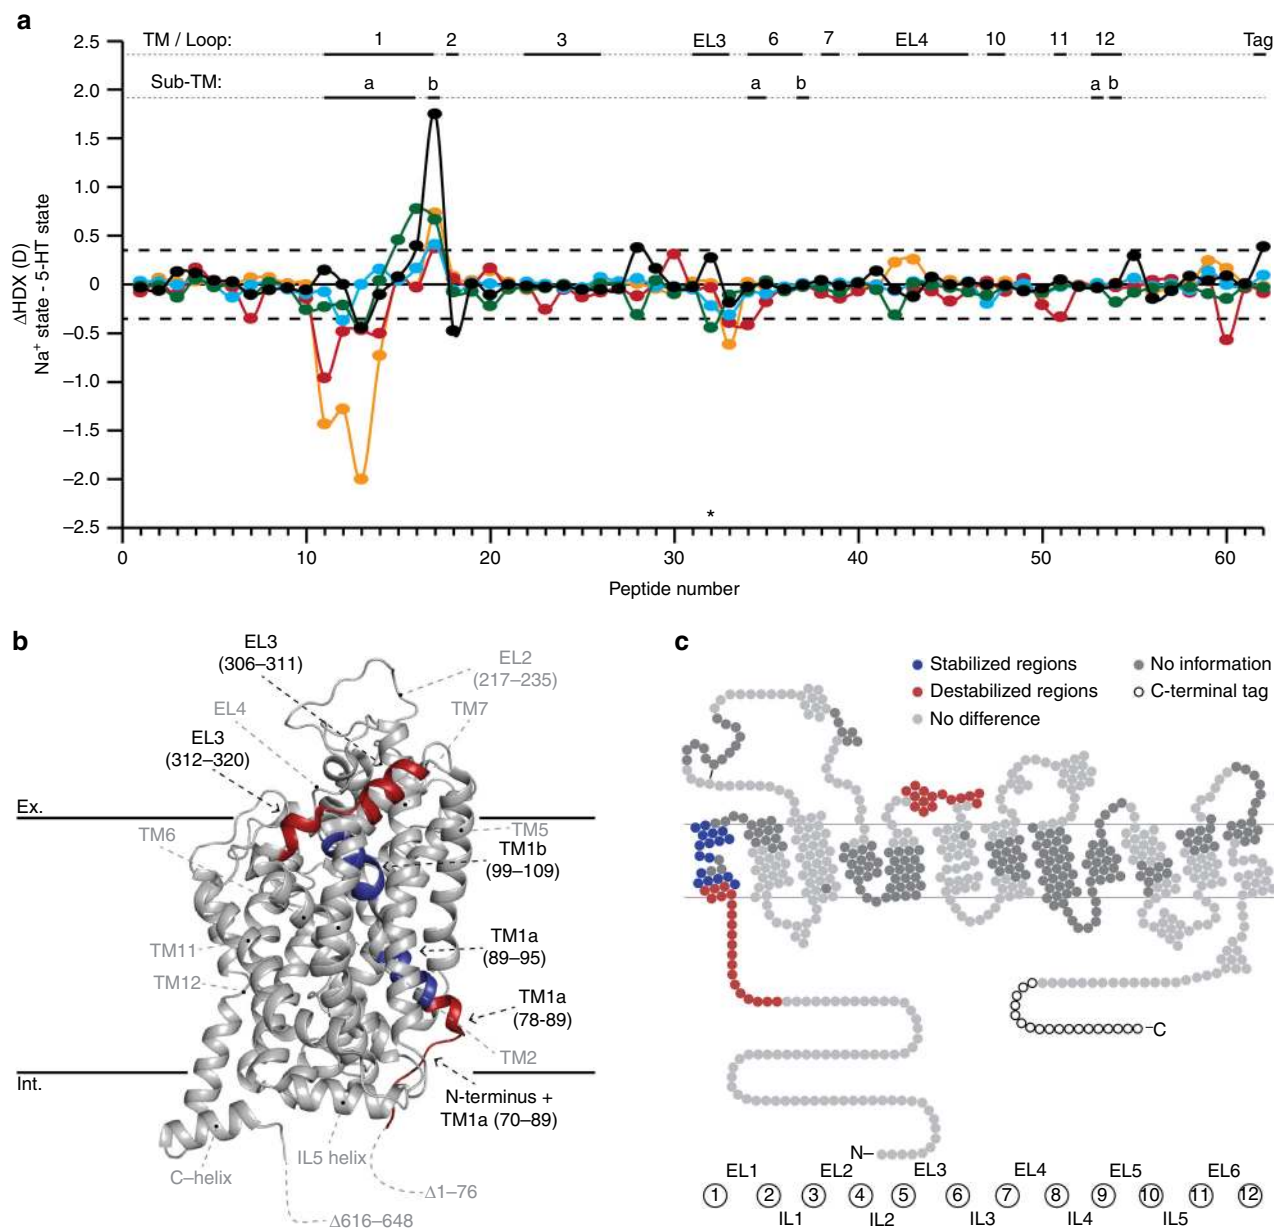 a
TM / Loop: 1 2 3 EL3 6 7 EL4 10 11 12 Tag
Sub-TM: a b a b a b
2.5
2.0
1.5
1.0
0.5
0
–0.5
–1.0
–1.5
–2.0
–2.5
ΔHDX (D)
Na+ state - 5-HT state
*
0 10 20 30 40 50 60
Peptide number
b
EL3
(306–311)
EL2
(217–235)
EL4
TM7
EL3
(312–320)
Ex.
TM6
TM5
TM1b
(99–109)
TM11
TM1a
(89–95)
TM12
TM1a
(78-89)
TM2
Int.
N-terminus +
TM1a (70–89)
IL5 helix
C–helix
Δ1–76
Δ616–648
c
Stabilized regions
Destabilized regions
No difference
No information
C-terminal tag
–C
N–
EL1 EL2 EL3 EL4 EL5 EL6
1 2 3 4 5 6 7 8 9 10 11 12
IL1 IL2 IL3 IL4 IL5